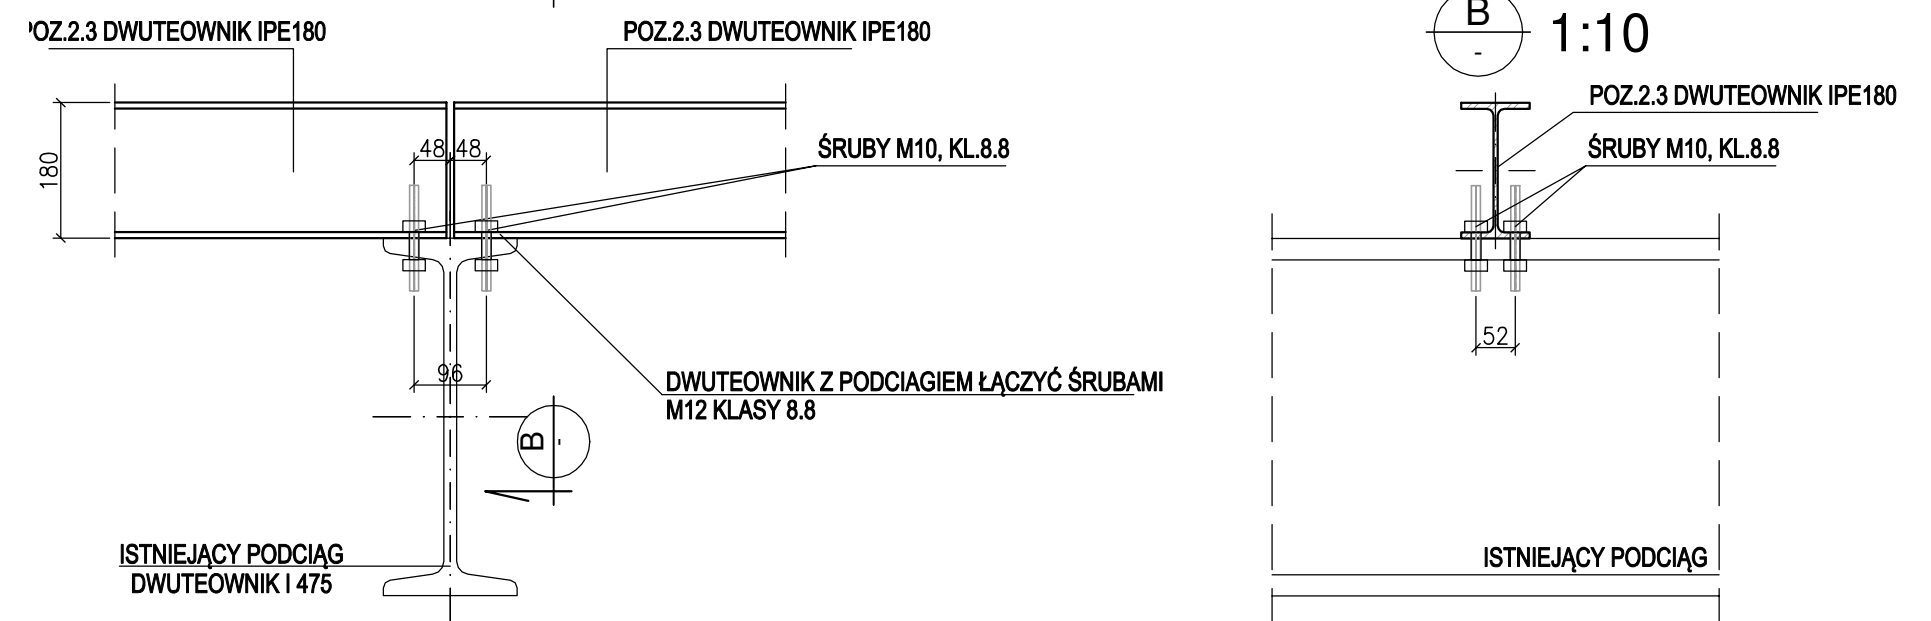 POZ.2.3 DWUTEOWNIK IPE180
POZ.2.3 DWUTEOWNIK IPE180
180
48
48
ŚRUBY M10, KL.8.8
96
DWUTEOWNIK Z PODCIAGIEM ŁĄCZYĆ ŚRUBAMI
M12 KLASY 8.8
B
-
ISTNIEJĄCY PODCIĄG
DWUTEOWNIK I 475
B
-
1:10
POZ.2.3 DWUTEOWNIK IPE180
ŚRUBY M10, KL.8.8
52
ISTNIEJĄCY PODCIĄG